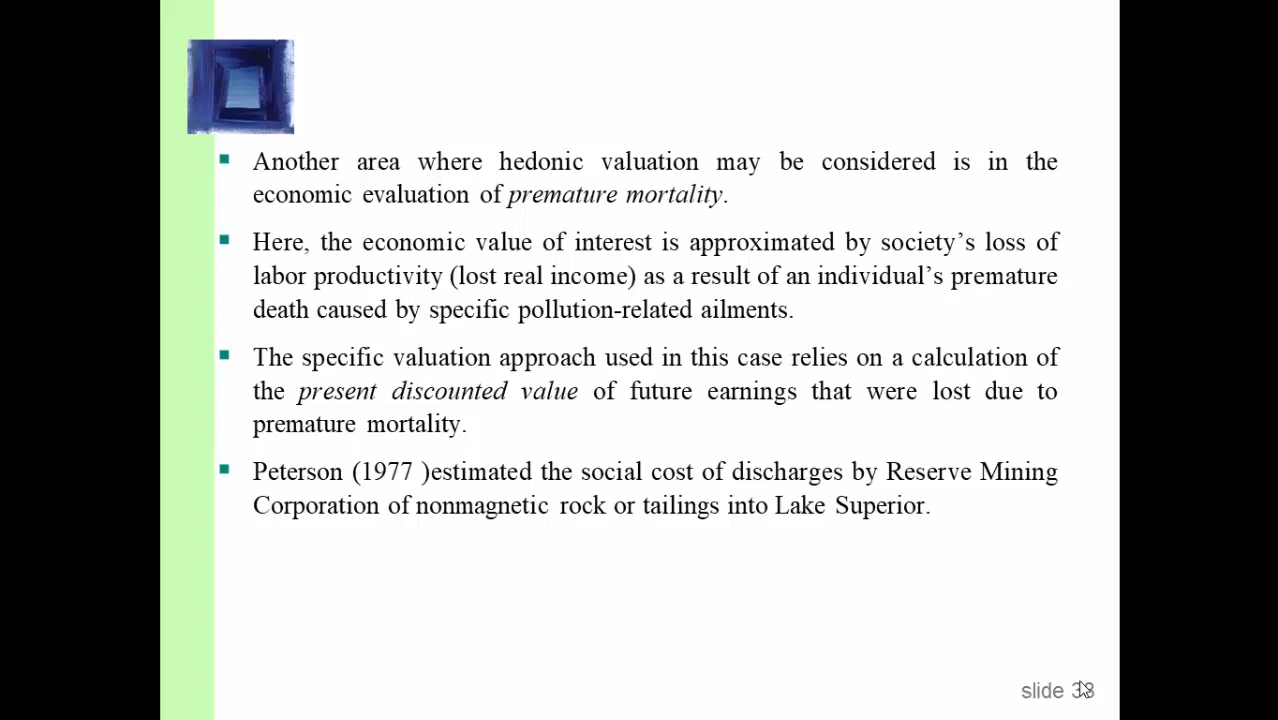 Another area where hedonic valuation may be considered is in the
economic evaluation of premature mortality.
Here, the economic value of interest is approximated by society’s loss of
labor productivity (lost real income) as a result of an individual’s premature
death caused by specific pollution-related ailments.
The specific valuation approach used in this case relies on a calculation of
the present discounted value of future earnings that were lost due to
premature mortality.
Peterson (1977 )estimated the social cost of discharges by Reserve Mining
Corporation of nonmagnetic rock or tailings into Lake Superior.
slide